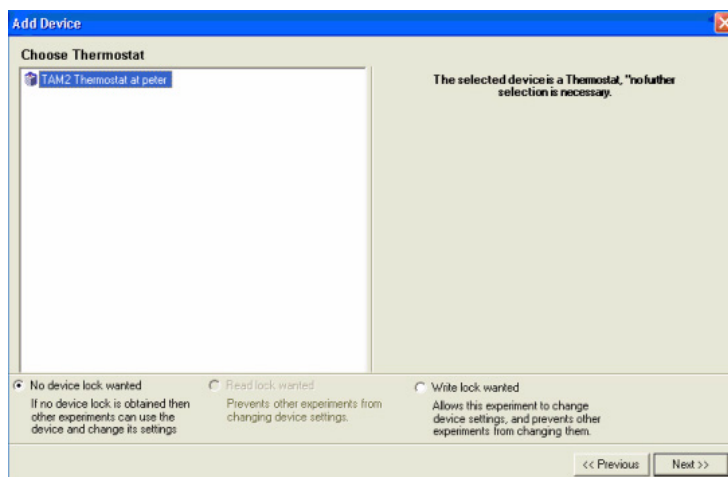 Add Device
Choose Thermostat
TAM2 Thermostat at peter
The selected device is a Thermostat, "no further
selection is necessary.
No device lock wanted
If no device lock is obtained then
other experiments can use the
device and change its settings
Read lock wanted
Prevents other experiments from
changing device settings.
Write lock wanted
Allows this experiment to change
device settings, and prevents other
experiments from changing them.
<< Previous
Next >>